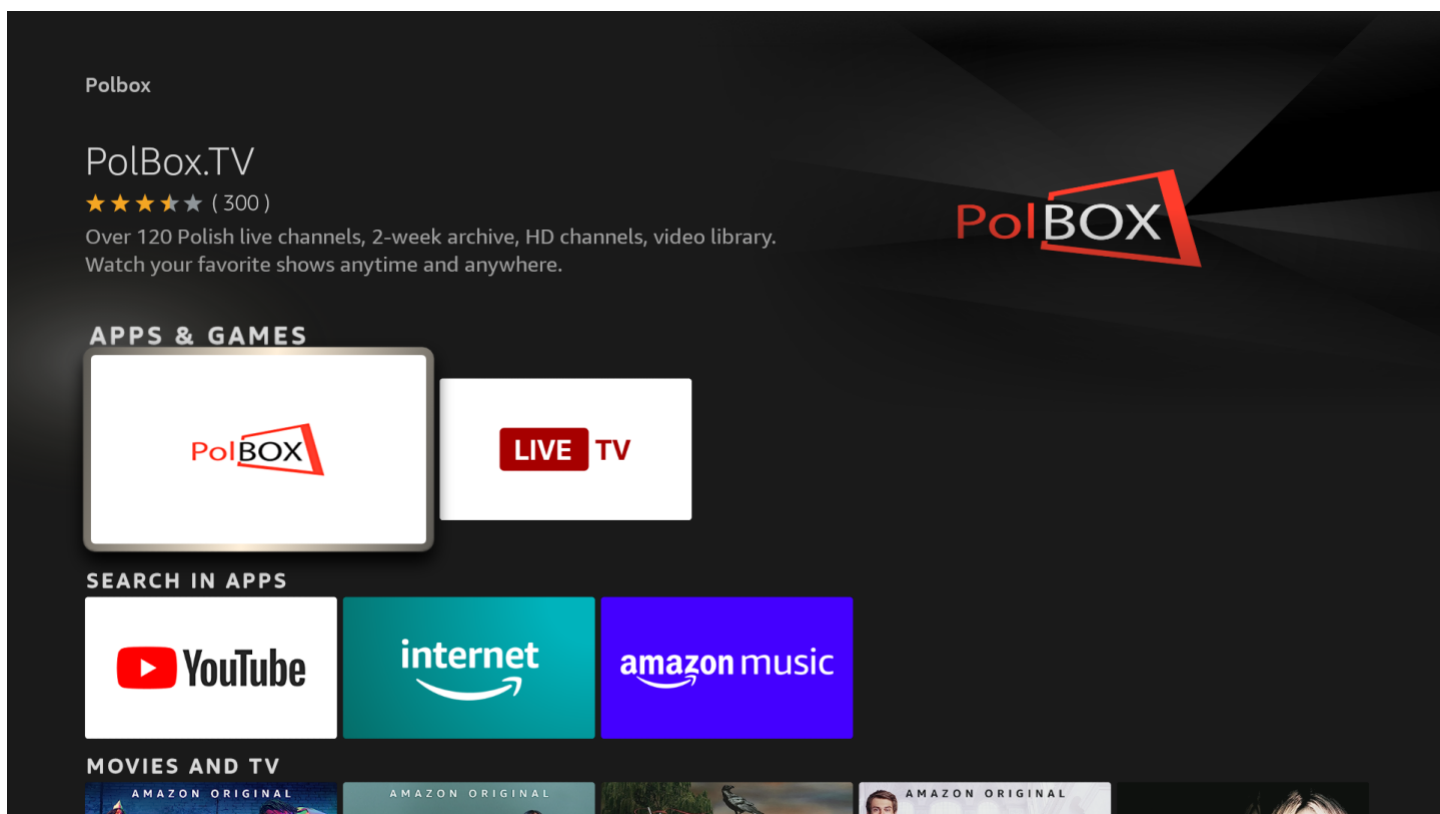 Polbox
PolBox.TV
( 300 )
Over 120 Polish live channels, 2-week archive, HD channels, video library.
Watch your favorite shows anytime and anywhere.
PolBOX
APPS & GAMES
PolBOX
LIVE TV
SEARCH IN APPS
YouTube
internet
amazon music
MOVIES AND TV
AMAZON ORIGINAL
AMAZON ORIGINAL
AMAZON ORIGINAL